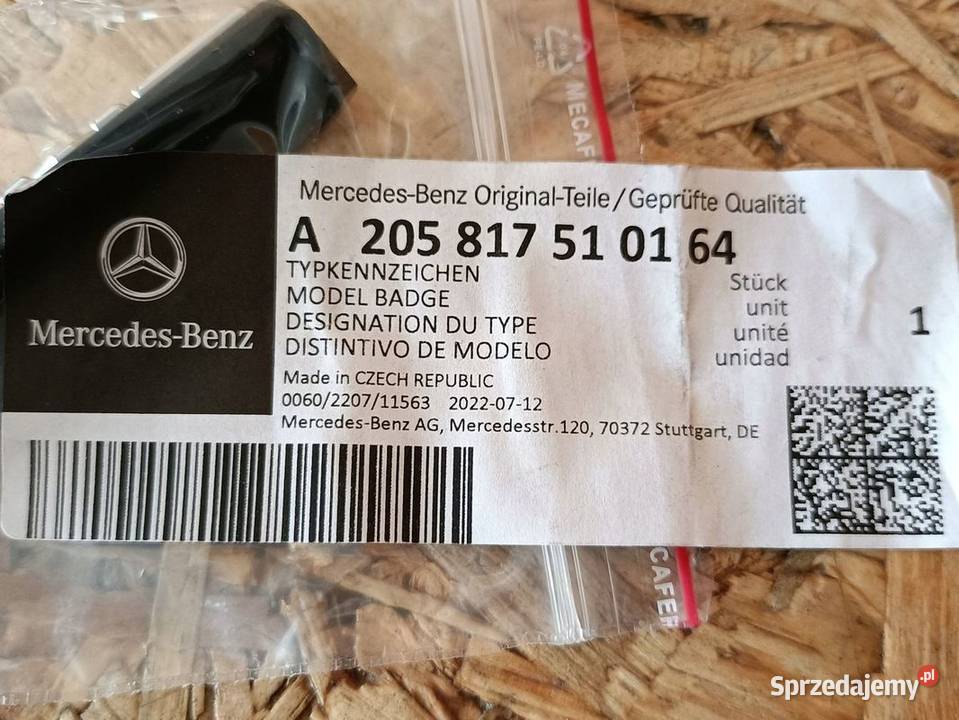 MECAFE
Mercedes-Benz Original-Teile/Geprüfte Qualität
A 205 817 51 01 64
TYPKENNZEICHEN
MODEL BADGE
DESIGNATION DU TYPE
DISTINTIVO DE MODELO
Stück
unit
unité
unidad
1
Mercedes-Benz
Made in CZECH REPUBLIC
0060/2207/11563 2022-07-12
Mercedes-Benz AG, Mercedesstr.120, 70372 Stuttgart, DE
CAFER
Sprzedajemy.pl